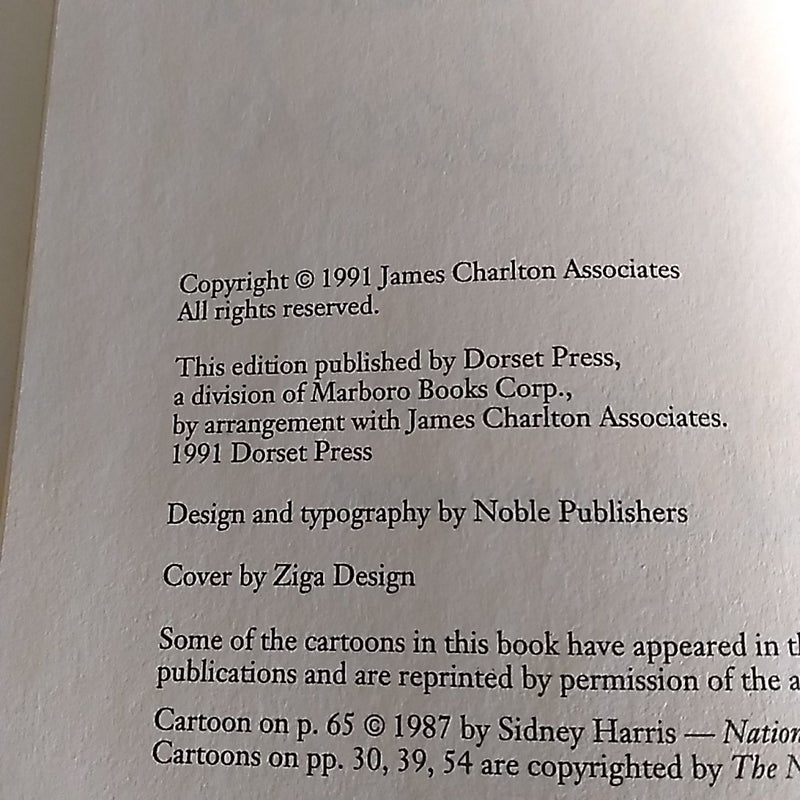 Copyright © 1991 James Charlton Associates
All rights reserved.
This edition published by Dorset Press,
a division of Marboro Books Corp.,
by arrangement with James Charlton Associates.
1991 Dorset Press
Design and typography by Noble Publishers
Cover by Ziga Design
Some of the cartoons in this book have appeared in
publications and are reprinted by permission of the
Cartoon on p. 65 © 1987 by Sidney Harris —
Cartoons on pp. 30, 39, 54 are copyrighted by The